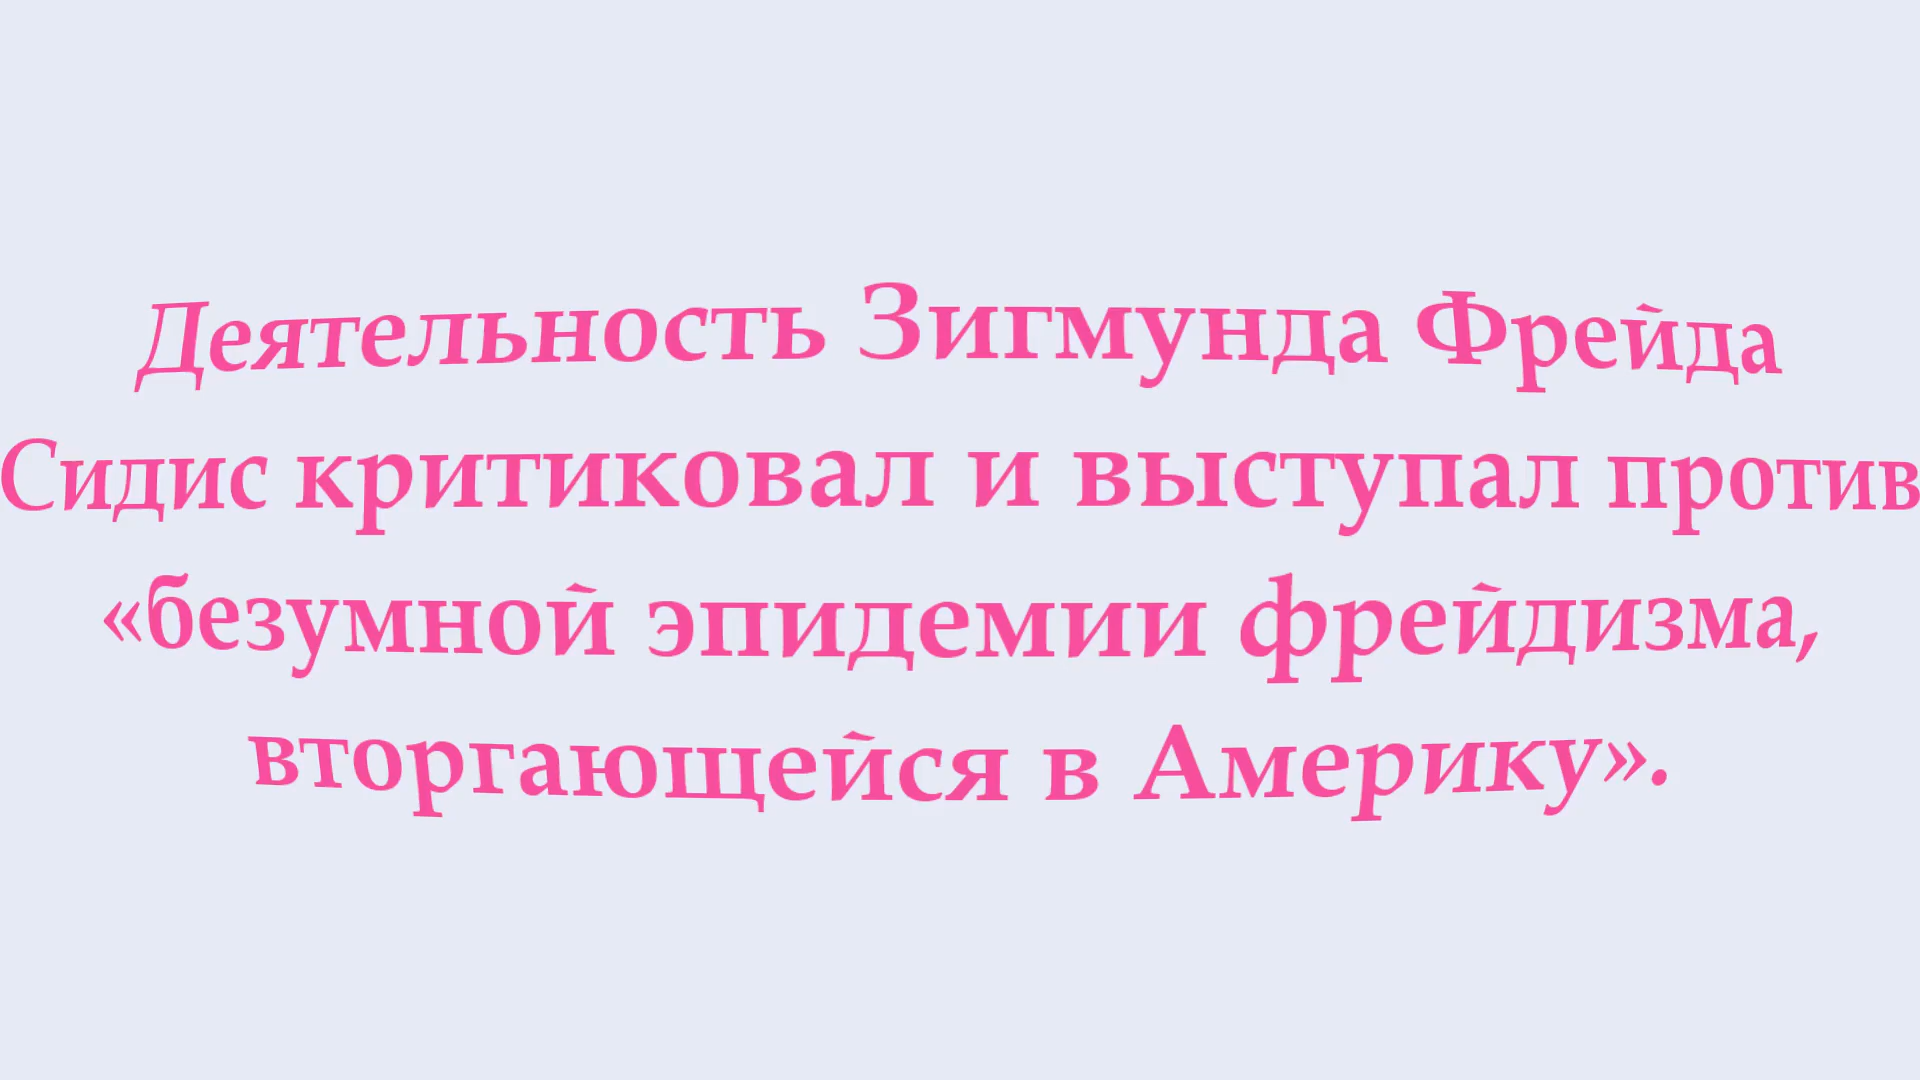 Деятельность Зигмунда Фрейда
Сидис критиковал и выступал против
«безумной эпидемии фрейдизма,
вторгающейся в Америку».